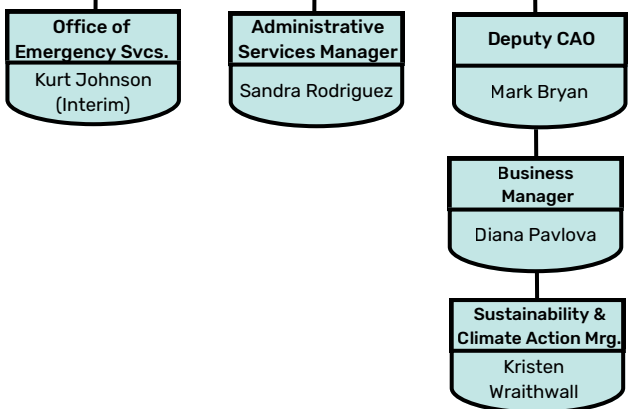 Office of
Emergency Svcs.
Kurt Johnson
(Interim)
Administrative
Services Manager
Sandra Rodriguez
Deputy CAO
Mark Bryan
Business
Manager
Diana Pavlova
Sustainability &
Climate Action Mrg.
Kristen
Wraithwall